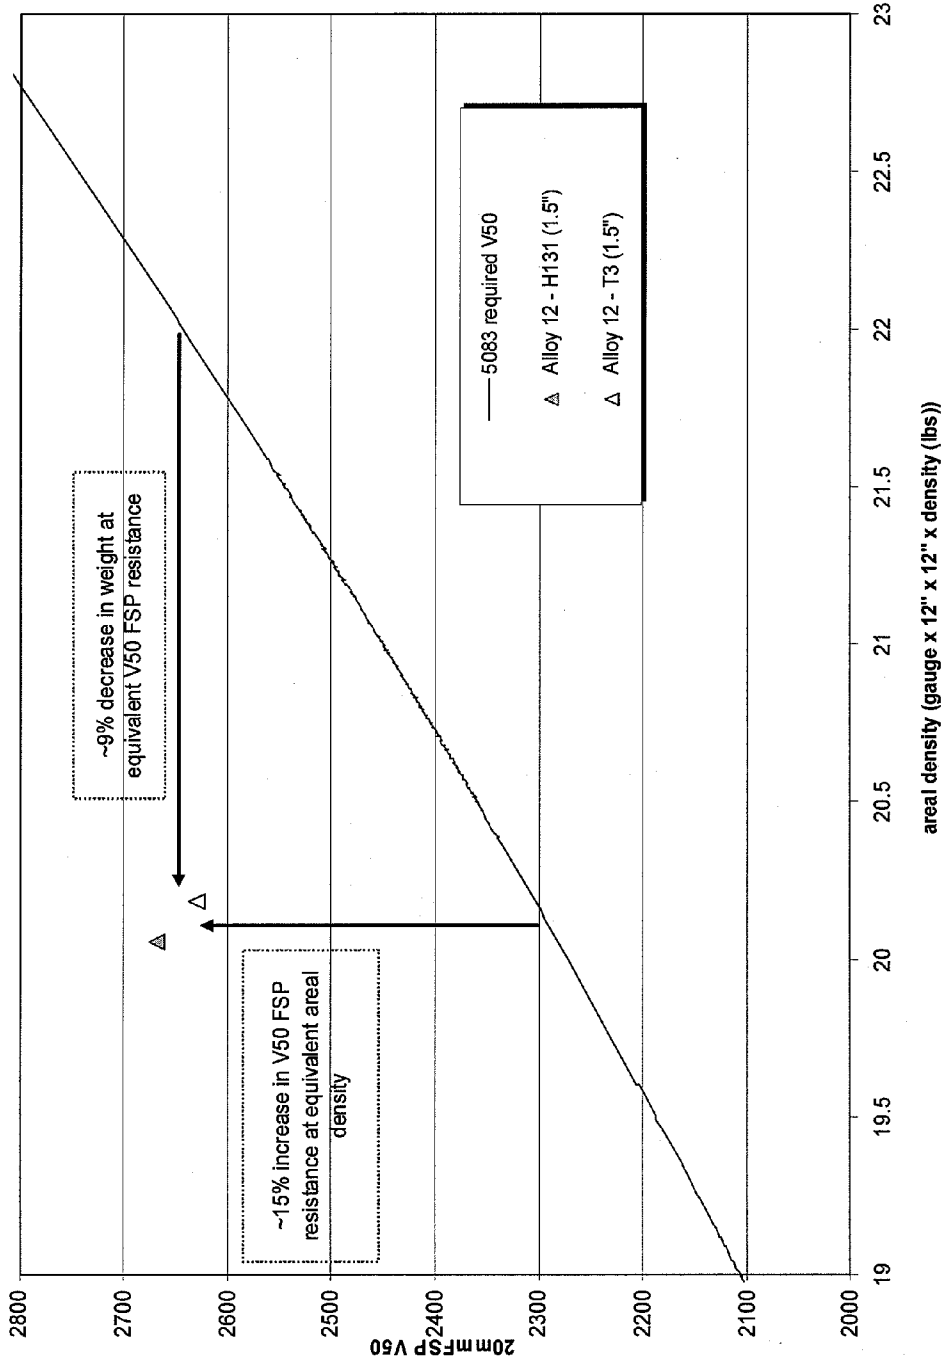 2800
2700
2600
2500
2400
2300
2200
2100
2000
20mmFSP V50
~15% increase in V50 FSP
resistance at equivalent areal
density
~9% decrease in weight at
equivalent V50 FSP resistance
5083 required V50
Alloy 12 - H131 (1.5")
Alloy 12 - T3 (1.5")
19
19.5
20
20.5
21
21.5
22
22.5
23
areal density (gauge x 12" x 12" x density (lbs))